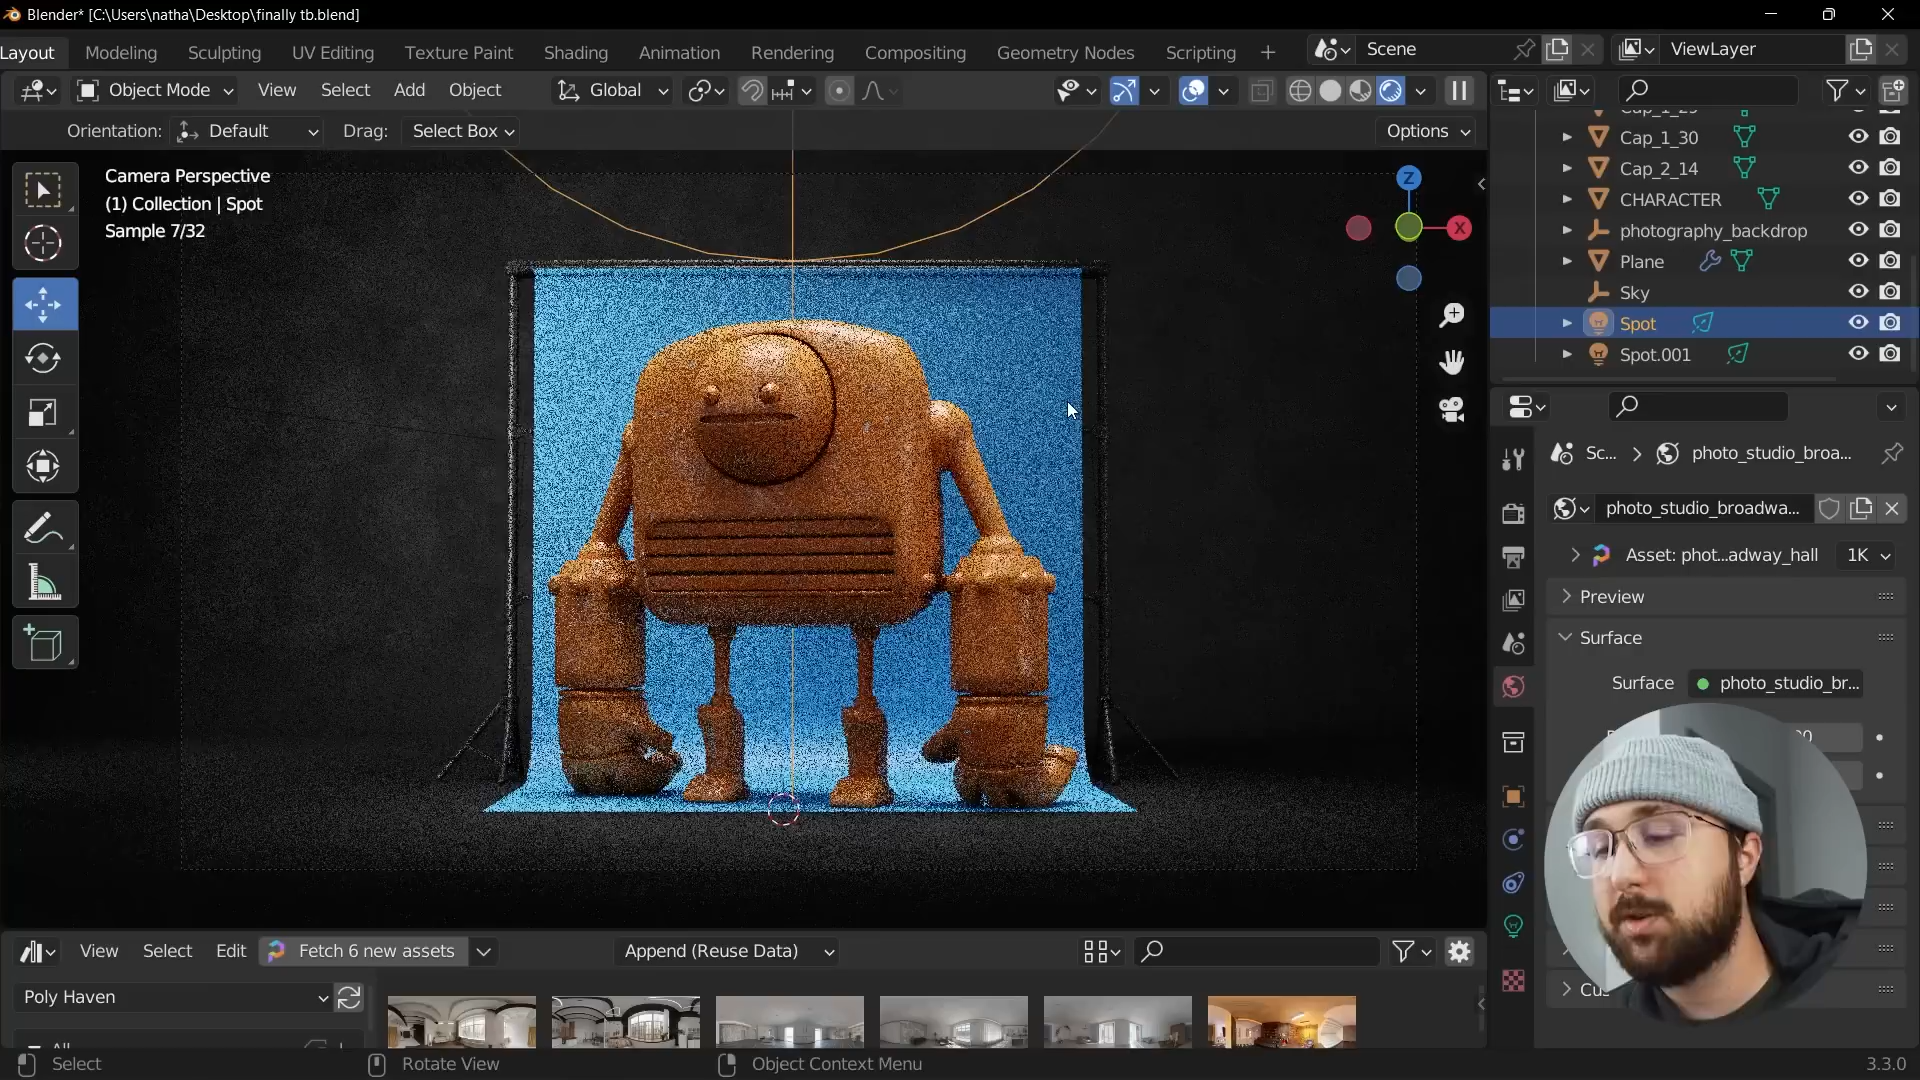 Blender* [C:\Users\natha\Desktop\finally tb.blend]
Layout Modeling Sculpting UV Editing Texture Paint Shading Animation Rendering Compositing Geometry Nodes Scripting + Scene ViewLayer
Object Mode View Select Add Object Global
Orientation: Default Drag: Select Box Options
Camera Perspective
(1) Collection | Spot
Sample 7/32
Z
X
Cap_1_29
Cap_1_30
Cap_2_14
CHARACTER
photography_backdrop
Plane
Sky
Spot
Spot.001
Sc... photo_studio_broa...
photo_studio_broadwa...
Asset: phot...adway_hall 1K
Preview
Surface
Surface photo_studio_br...
View Select Edit Fetch 6 new assets Append (Reuse Data)
Poly Haven
All
Select Rotate View Object Context Menu 3.3.0